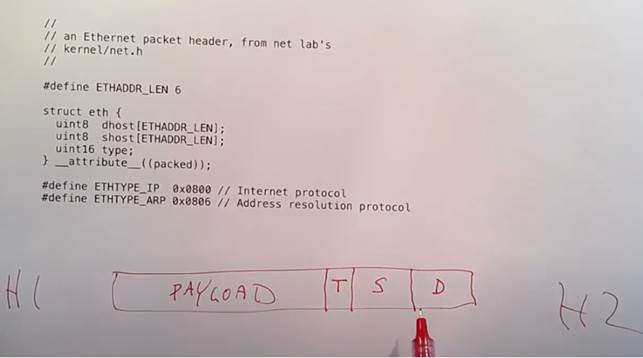 //
// an Ethernet packet header, from net lab's
// kernel/net.h
//
#define ETHADDR_LEN 6
struct eth {
  uint8  dhost[ETHADDR_LEN];
  uint8  shost[ETHADDR_LEN];
  uint16 type;
} __attribute__((packed));
#define ETHTYPE_IP  0x0800 // Internet protocol
#define ETHTYPE_ARP 0x0806 // Address resolution protocol
H1 PAYLOAD T S D H2